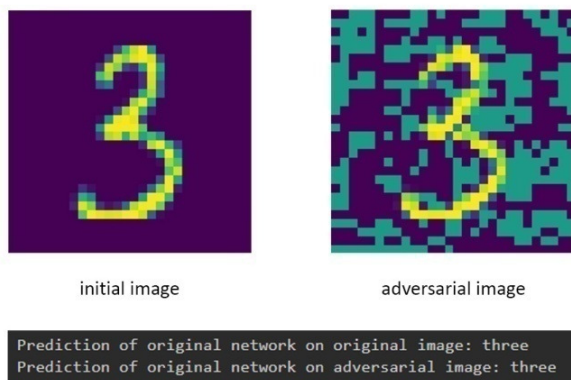 initial image
adversarial image
Prediction of original network on original image: three
Prediction of original network on adversarial image: three